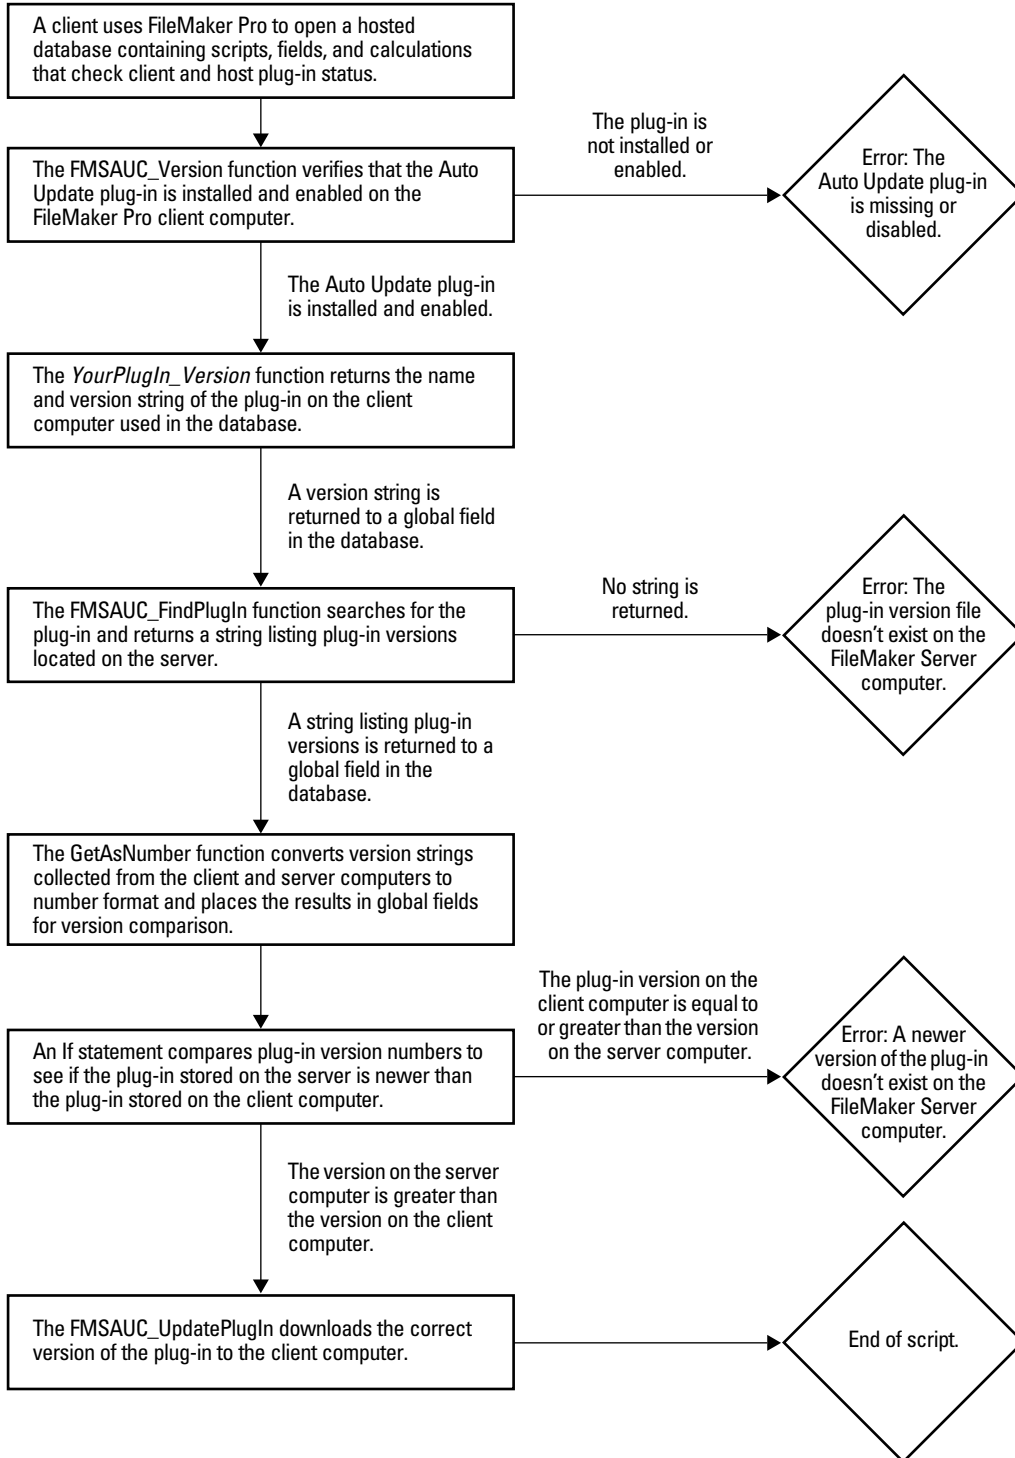 A client uses FileMaker Pro to open a hosted
database containing scripts, fields, and calculations
that check client and host plug-in status.
The FMSAUC_Version function verifies that the Auto
Update plug-in is installed and enabled on the
FileMaker Pro client computer.
The plug-in is
not installed or
enabled.
Error: The
Auto Update plug-in
is missing or
disabled.
The Auto Update plug-in
is installed and enabled.
The YourPlugIn_Version function returns the name
and version string of the plug-in on the client
computer used in the database.
A version string is
returned to a global field
in the database.
The FMSAUC_FindPlugIn function searches for the
plug-in and returns a string listing plug-in versions
located on the server.
No string is
returned.
Error: The
plug-in version file
doesn't exist on the
FileMaker Server
computer.
A string listing plug-in
versions is returned to a
global field in the
database.
The GetAsNumber function converts version strings
collected from the client and server computers to
number format and places the results in global fields
for version comparison.
An If statement compares plug-in version numbers to
see if the plug-in stored on the server is newer than
the plug-in stored on the client computer.
The plug-in version on the
client computer is equal to
or greater than the version
on the server computer.
Error: A newer
version of the plug-in
doesn't exist on the
FileMaker Server
computer.
The version on the server
computer is greater than
the version on the client
computer.
The FMSAUC_UpdatePlugIn downloads the correct
version of the plug-in to the client computer.
End of script.